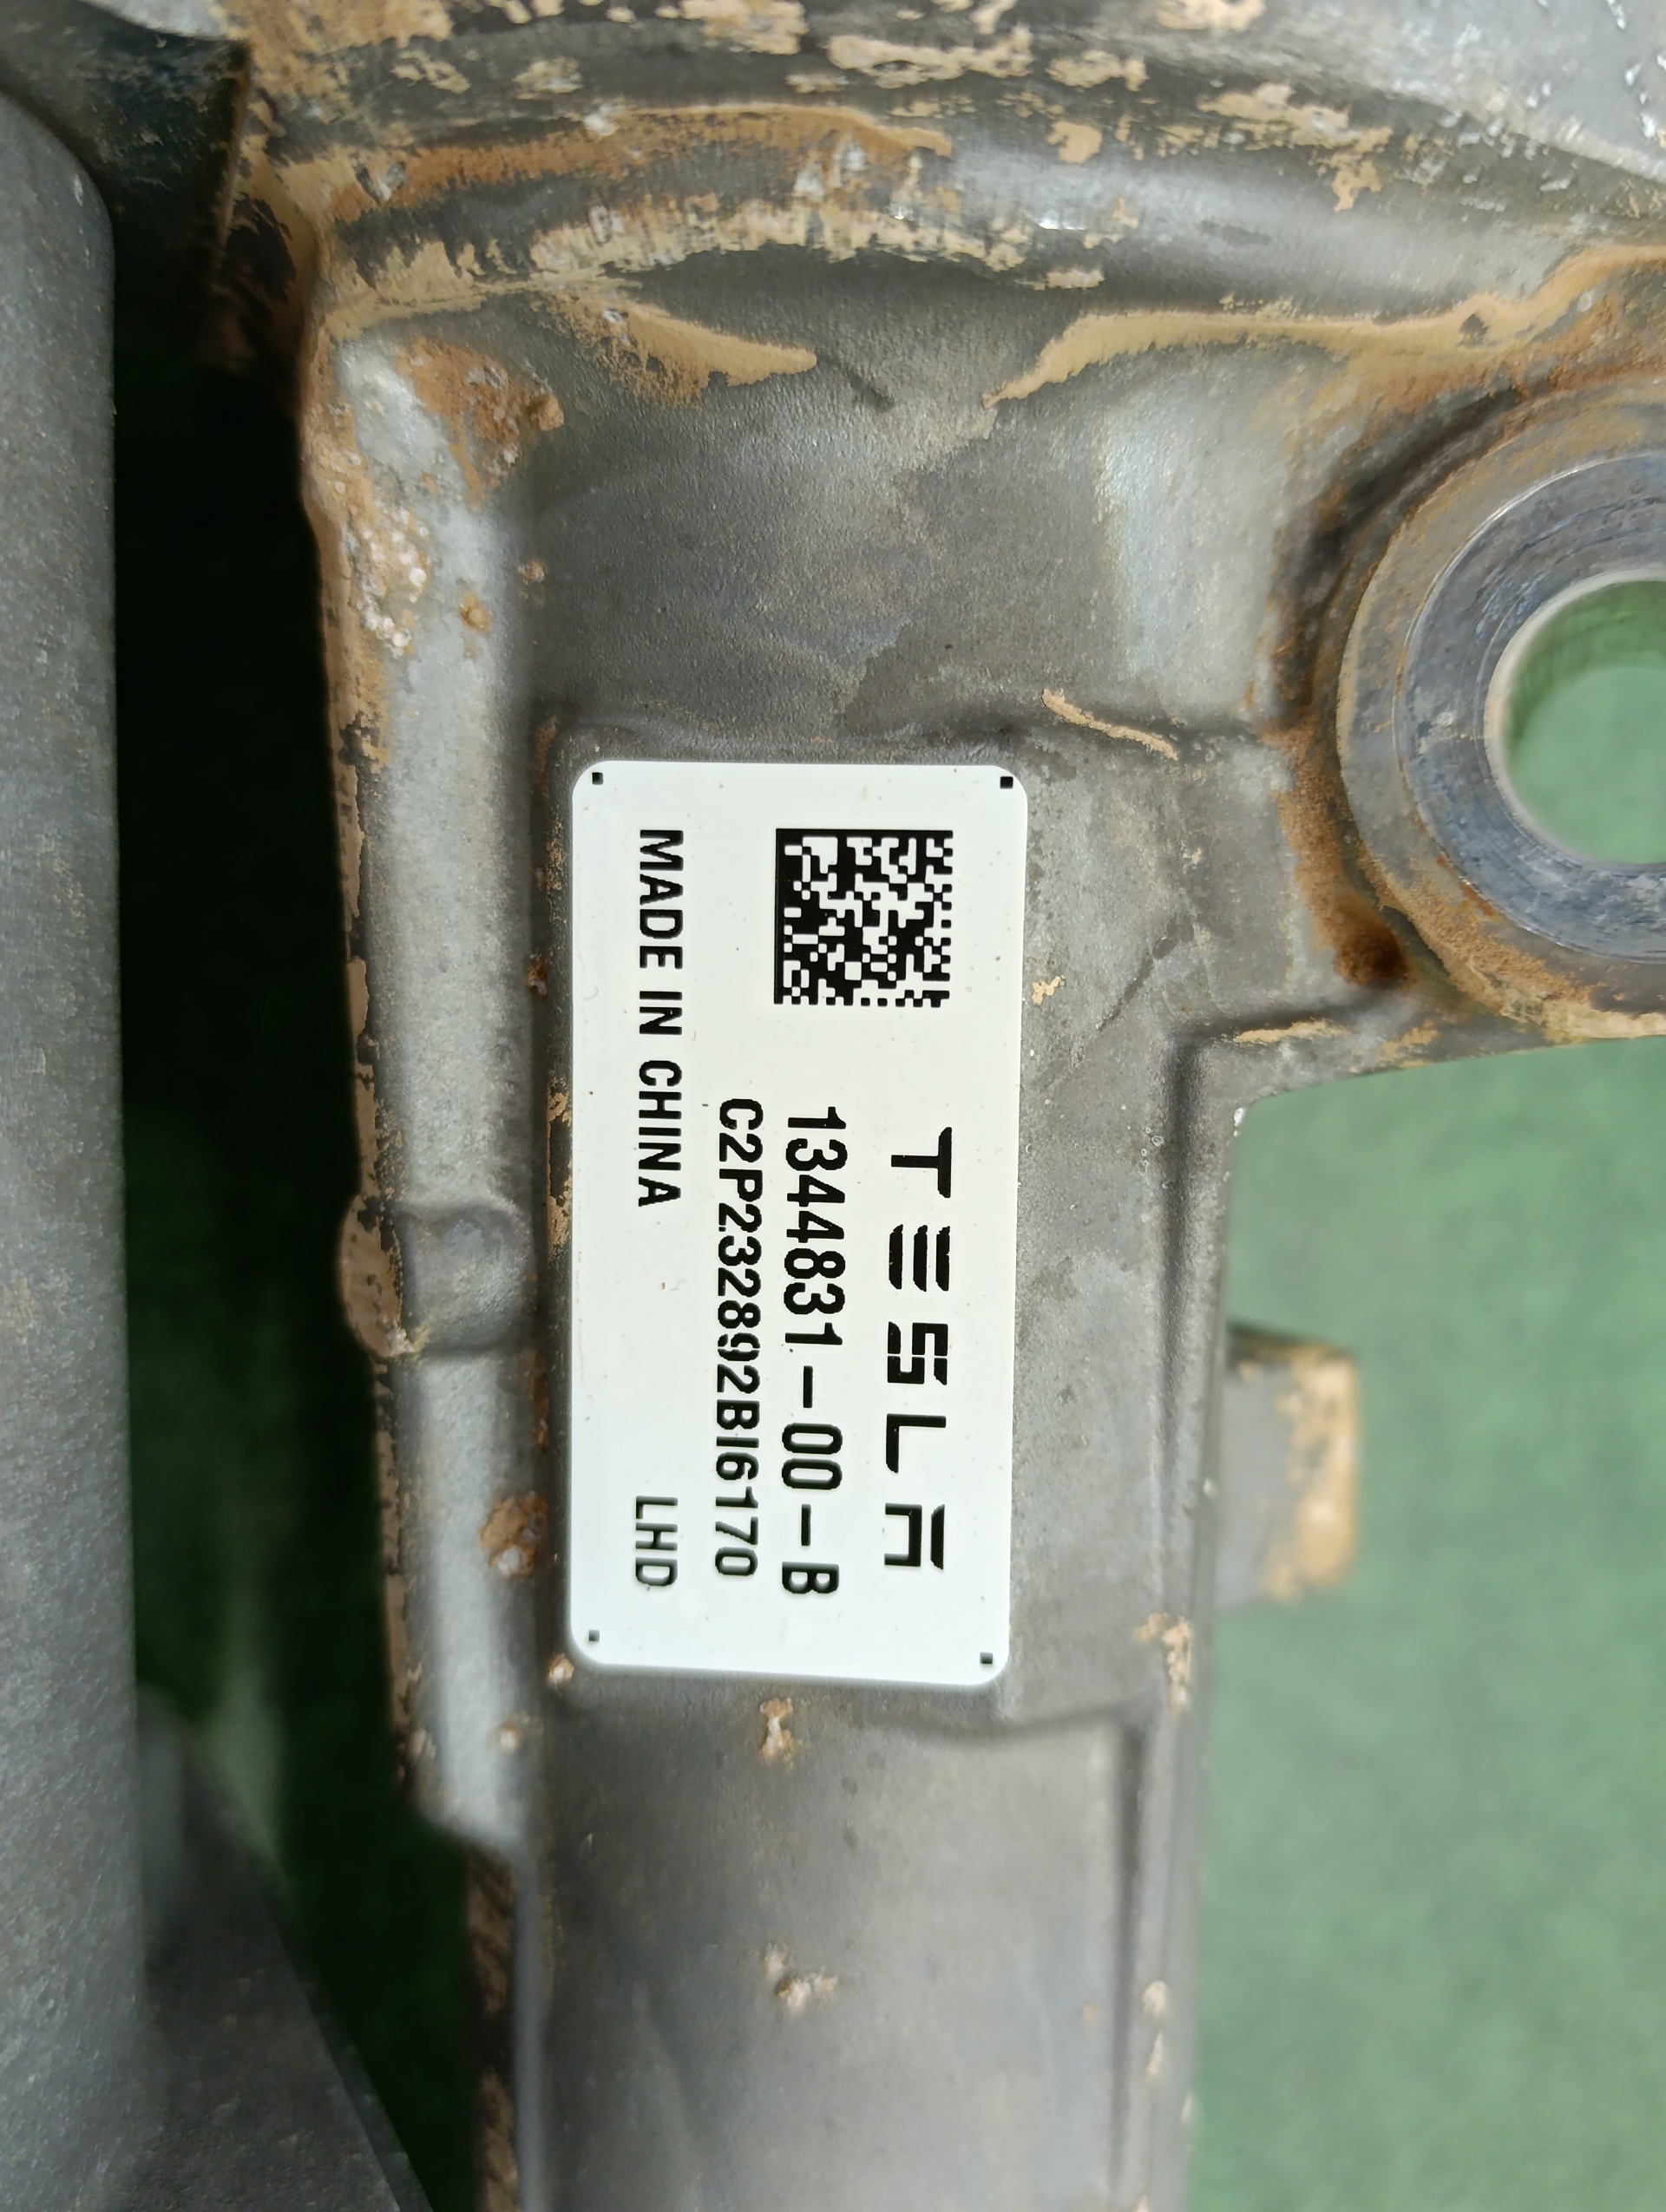 TESLA
1344831-00-B
C2P232892BI6170
MADE IN CHINA LHD